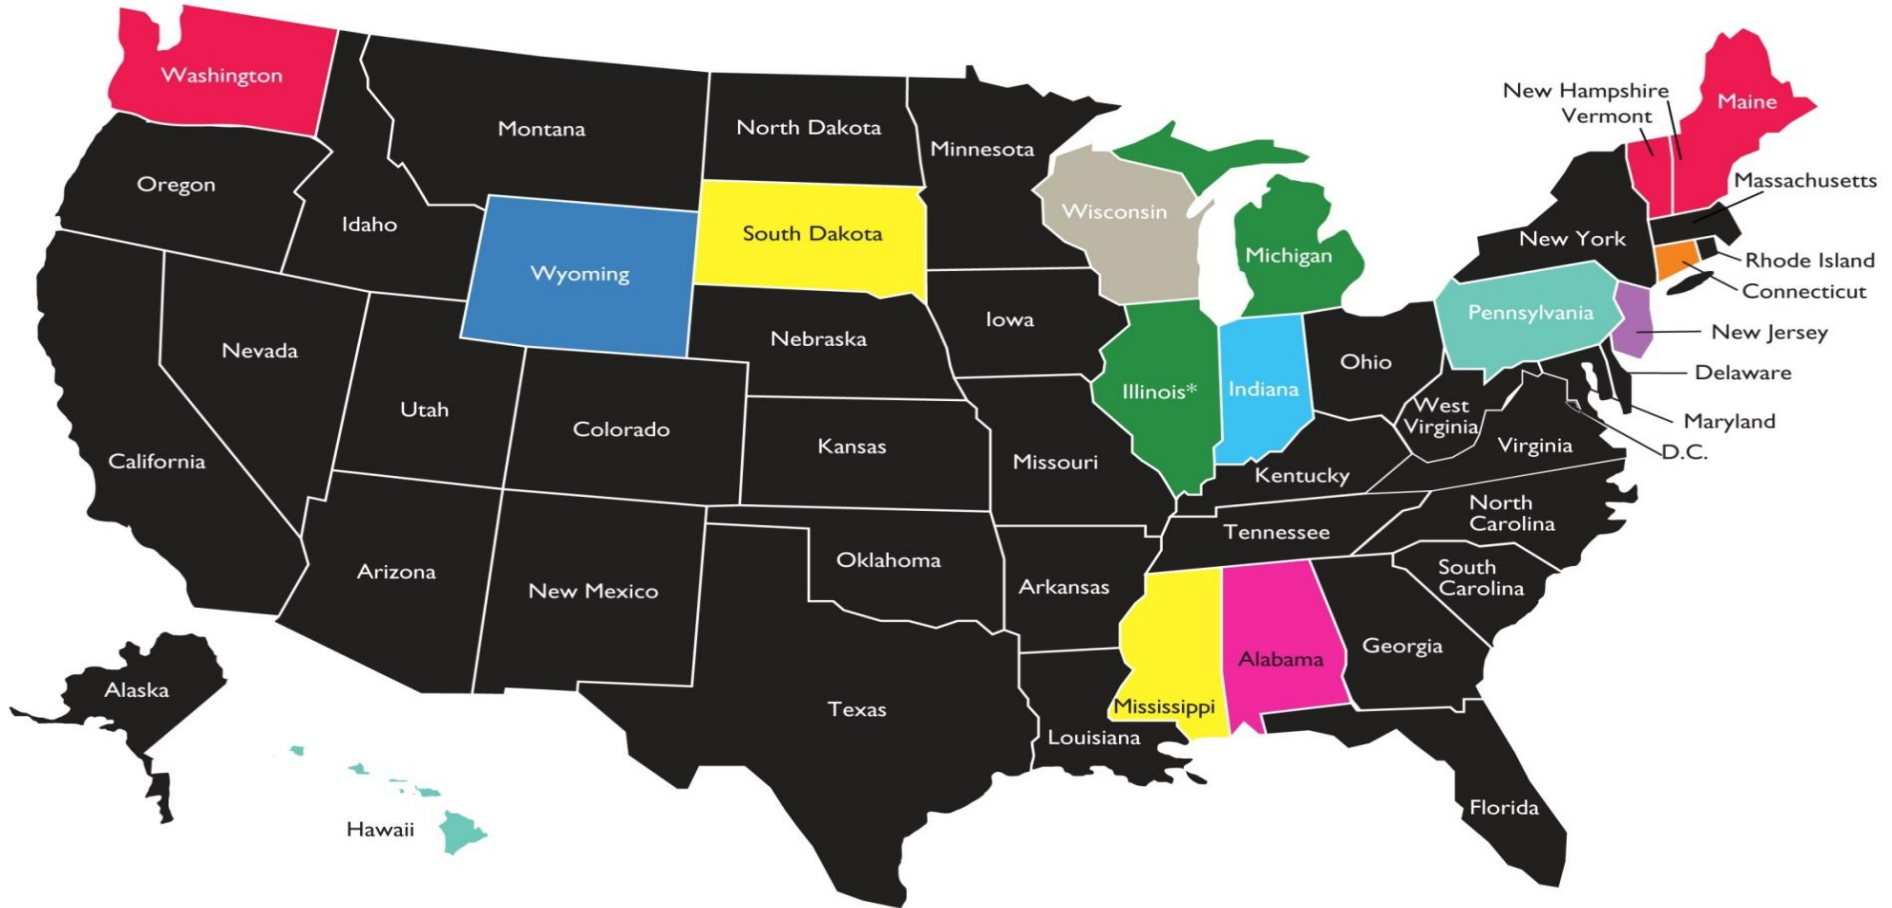 Washington
Montana
North Dakota
Minnesota
New Hampshire
Vermont
Maine
Oregon
Idaho
Wyoming
South Dakota
Wisconsin
Michigan
New York
Massachusetts
Rhode Island
Connecticut
Nevada
Nebraska
Iowa
Ohio
Pennsylvania
New Jersey
Delaware
Utah
Colorado
Kansas
Illinois*
Indiana
West
Virginia
Maryland
California
Missouri
Kentucky
Virginia
D.C.
Arizona
New Mexico
Oklahoma
Arkansas
Tennessee
North
Carolina
South
Carolina
Alaska
Texas
Louisiana
Mississippi
Alabama
Georgia
Hawaii
Florida